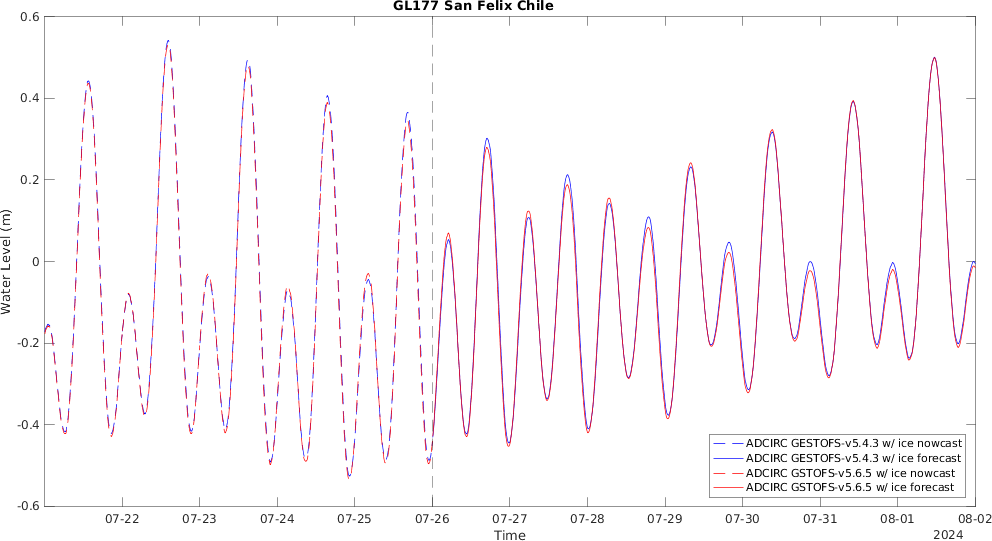 GL177 San Felix Chile
0.6
0.4
0.2
0
-0.2
-0.4
-0.6
Water Level (m)
ADCIRC GESTOFS-v5.4.3 w/ ice nowcast
ADCIRC GESTOFS-v5.4.3 w/ ice forecast
ADCIRC GSTOFS-v5.6.5 w/ ice nowcast
ADCIRC GSTOFS-v5.6.5 w/ ice forecast
07-22 07-23 07-24 07-25 07-26 07-27 07-28 07-29 07-30 07-31 08-01 08-02
Time
2024